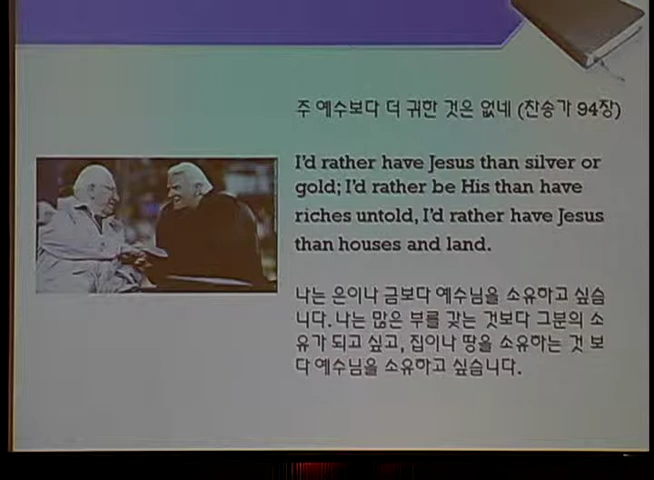 주 예수보다 더 귀한 것은 없네 (찬송가 94장)
I'd rather have Jesus than silver or
gold; I'd rather be His than have
riches untold, I'd rather have Jesus
than houses and land.
나는 은이나 금보다 예수님을 소유하고 싶습
니다. 나는 많은 부를 갖는 것보다 그분의 소
유가 되고 싶고, 집이나 땅을 소유하는 것 보
다 예수님을 소유하고 싶습니다.